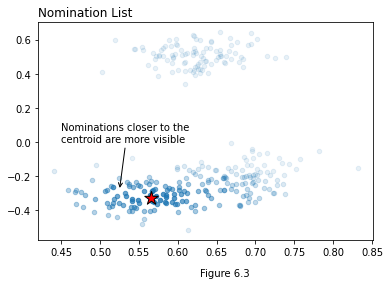 Nomination List
0.6
0.4
0.2
0.0
−0.2
−0.4
Nominations closer to the
centroid are more visible
0.45 0.50 0.55 0.60 0.65 0.70 0.75 0.80 0.85
Figure 6.3